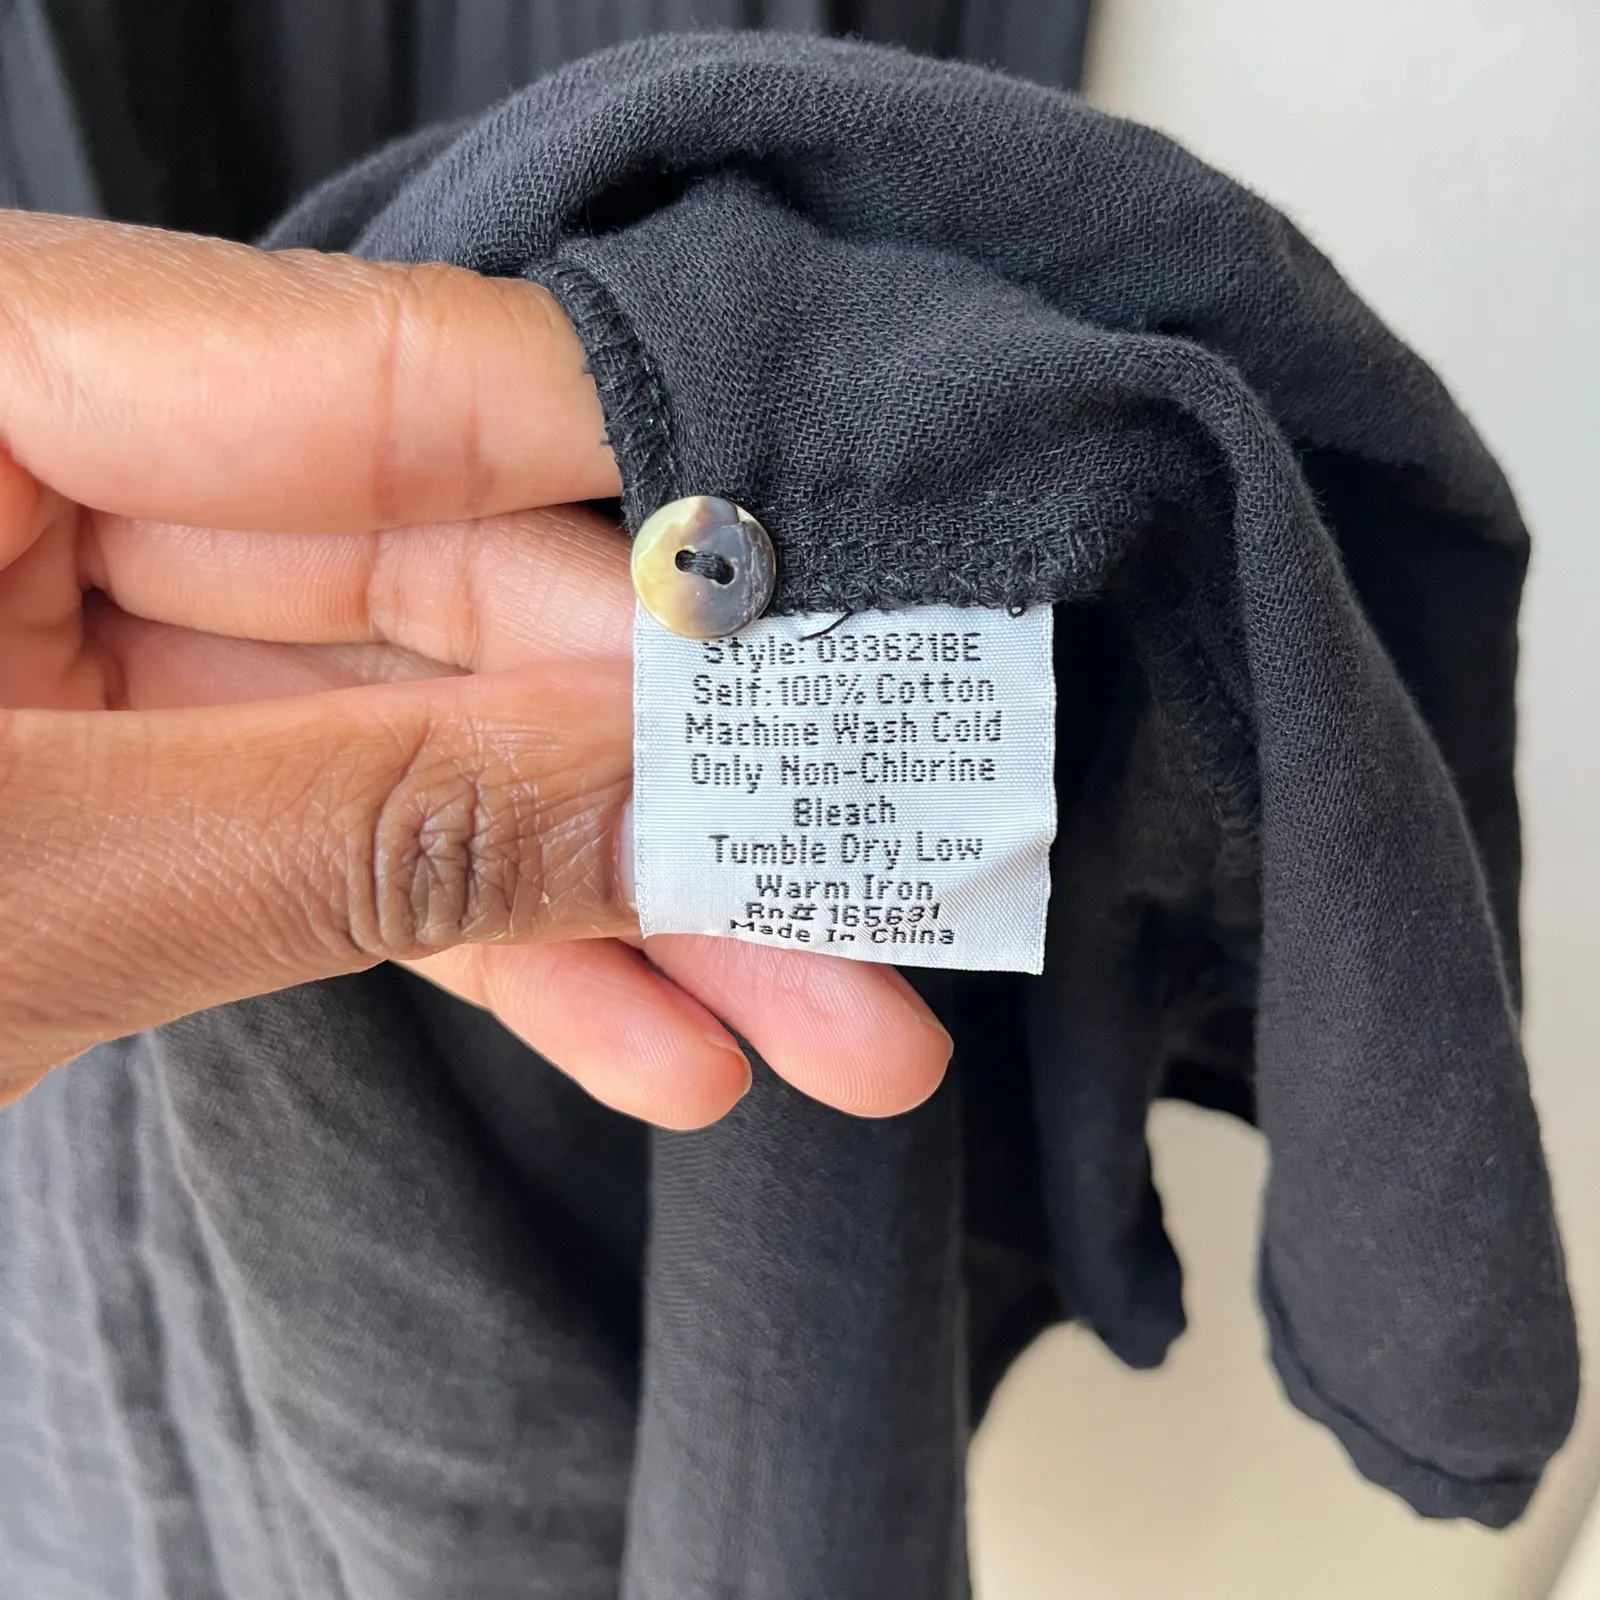 Style: 033621BE
Self:100% Cotton
Machine Wash Cold
Only Non-Chlorine
Bleach
Tumble Dry Low
Warm Iron
Rn# 165631
Made In China